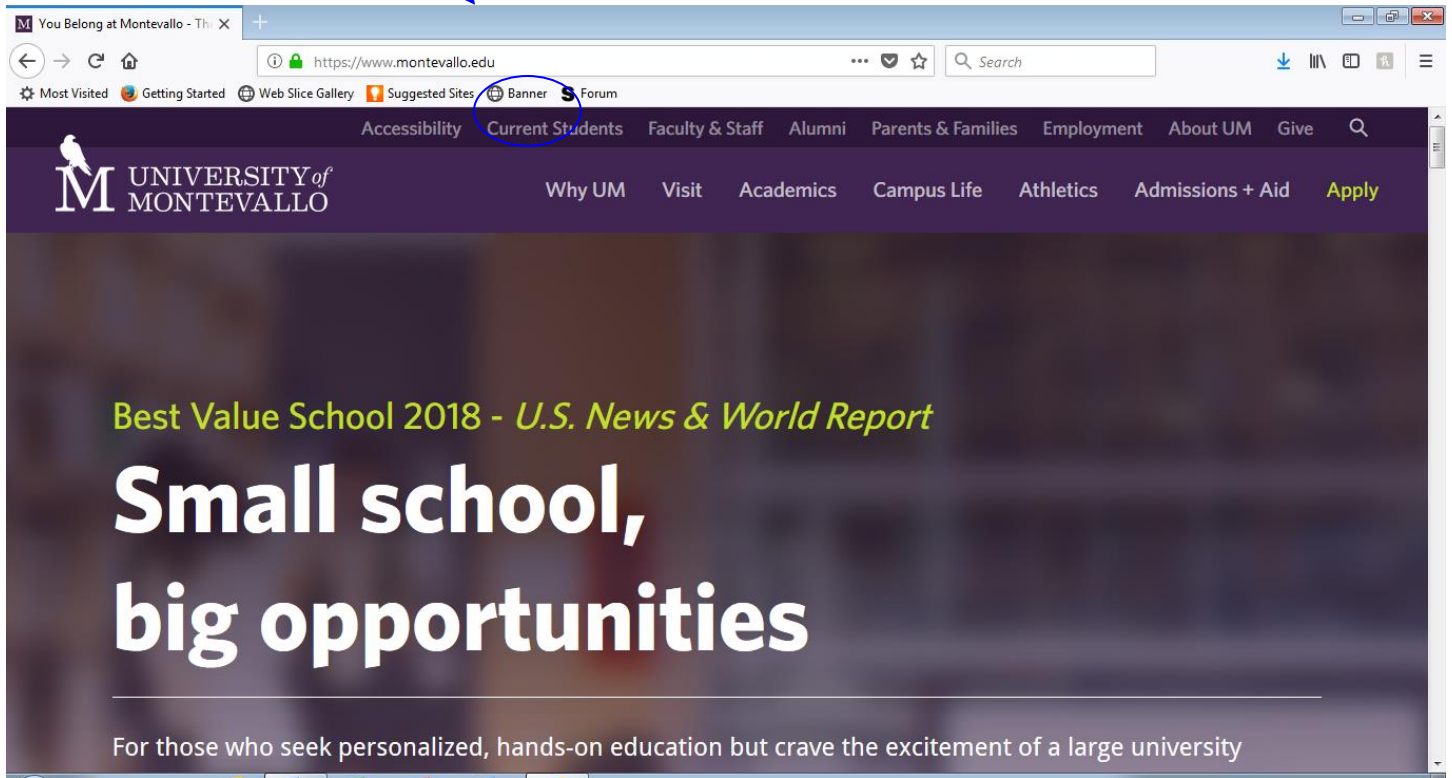 You Belong at Montevallo - Th
https://www.montevallo.edu
Search
Most Visited Getting Started Web Slice Gallery Suggested Sites Banner Forum
Accessibility Current Students Faculty & Staff Alumni Parents & Families Employment About UM Give
UNIVERSITY of
MONTEVALLO
Why UM Visit Academics Campus Life Athletics Admissions + Aid Apply
Best Value School 2018 - U.S. News & World Report
Small school,
big opportunities
For those who seek personalized, hands-on education but crave the excitement of a large university